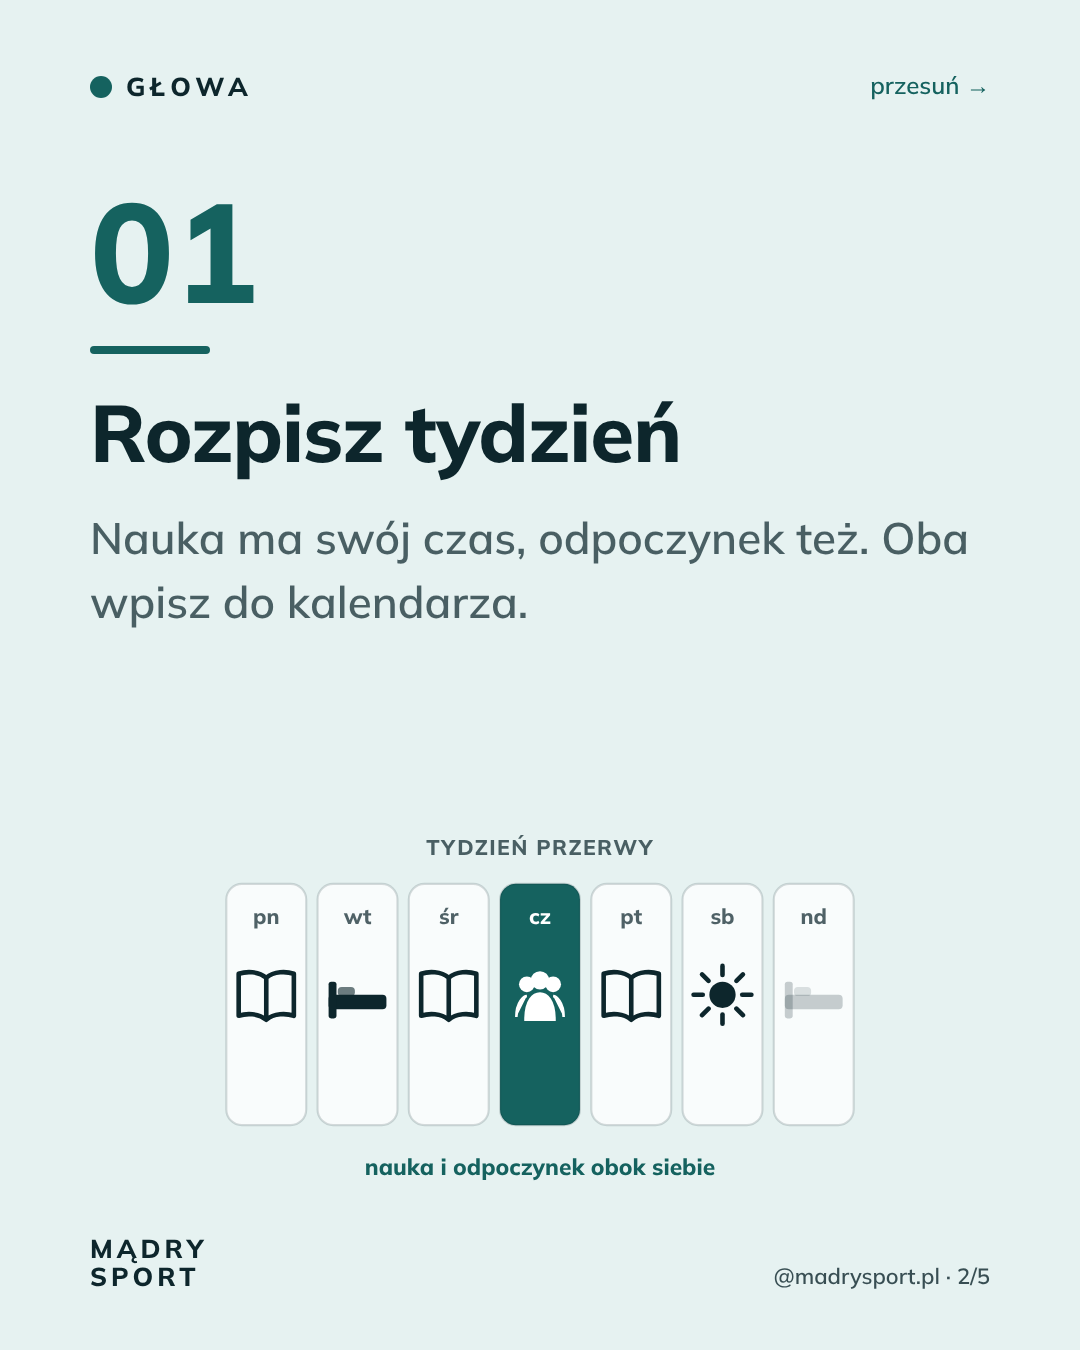 GŁOWA
przesuń →
01
Rozpisz tydzień
Nauka ma swój czas, odpoczynek też. Oba
wpisz do kalendarza.
TYDZIEŃ PRZERWY
pn wt śr cz pt sb nd
nauka i odpoczynek obok siebie
MĄDRY
SPORT
@madrysport.pl · 2/5